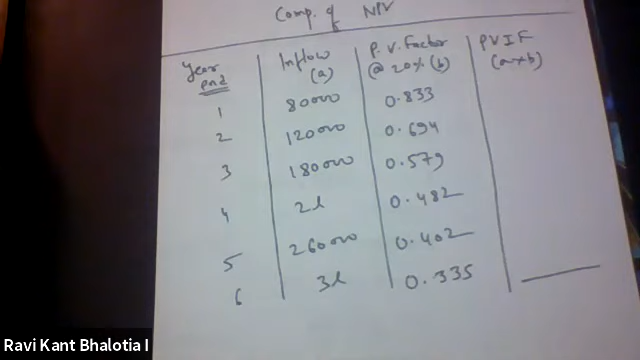 Comp. of NPV
Year end | Inflow (a) | P.V. Factor @ 20% (b) | PVIF (a×b)
1 | 80000 | 0.833
2 | 120000 | 0.694
3 | 180000 | 0.579
4 | 2l | 0.482
5 | 260000 | 0.402
6 | 3l | 0.335
Ravi Kant Bhalotia I